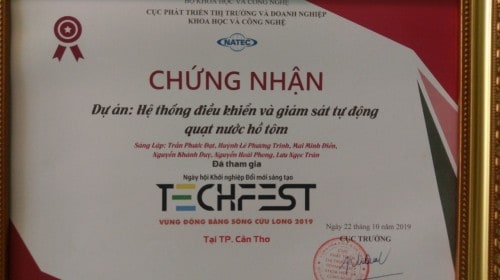 BỘ KHOA HỌC VÀ CÔNG NGHỆ
CỤC PHÁT TRIỂN THỊ TRƯỜNG VÀ DOANH NGHIỆP
KHOA HỌC VÀ CÔNG NGHỆ
TECHFEST
NATEC
CHỨNG NHẬN
Dự án: Hệ thống điều khiển và giám sát tự động
quạt nước hồ tôm
Sáng Lập: Trần Phước Đạt, Huỳnh Lê Phương Trinh, Mai Minh Diễn,
Nguyễn Khánh Duy, Nguyễn Hoài Phong, Lưu Ngọc Trân
Đã tham gia
Ngày hội Khởi nghiệp Đổi mới sáng tạo
TECHFEST
VÙNG ĐỒNG BẰNG SÔNG CỬU LONG 2019
Tại TP. Cần Thơ
Ngày 22 tháng 10 năm 2019
CỤC TRƯỞNG